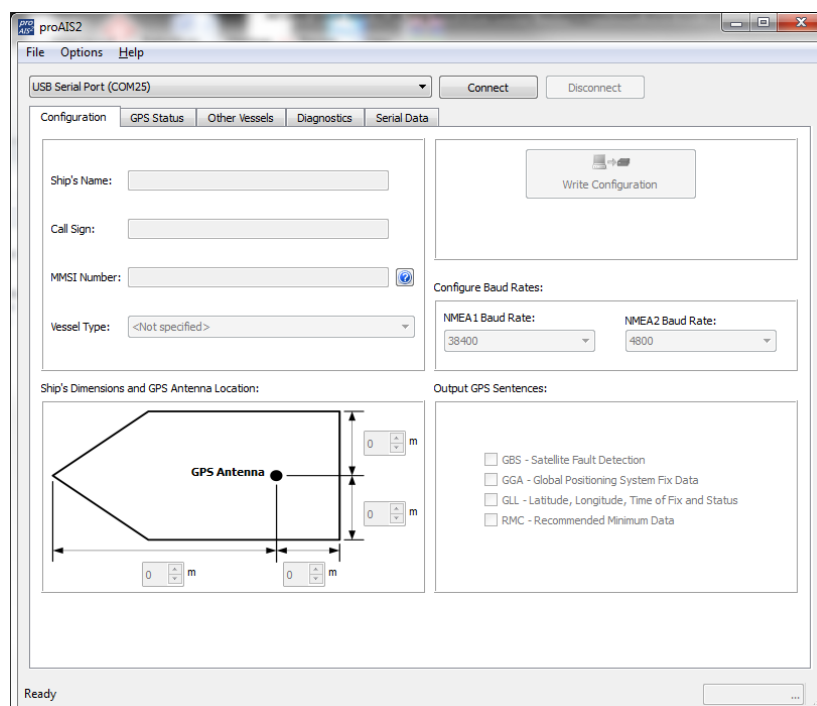 pro AIS² proAIS2
File Options Help
USB Serial Port (COM25) Connect Disconnect
Configuration GPS Status Other Vessels Diagnostics Serial Data
Ship's Name:
Call Sign:
MMSI Number: ?
Vessel Type: <Not specified>
Write Configuration
Configure Baud Rates:
NMEA1 Baud Rate: NMEA2 Baud Rate:
38400 4800
Ship's Dimensions and GPS Antenna Location:
GPS Antenna
0 m
0 m
0 m 0 m
Output GPS Sentences:
GBS - Satellite Fault Detection
GGA - Global Positioning System Fix Data
GLL - Latitude, Longitude, Time of Fix and Status
RMC - Recommended Minimum Data
Ready ...